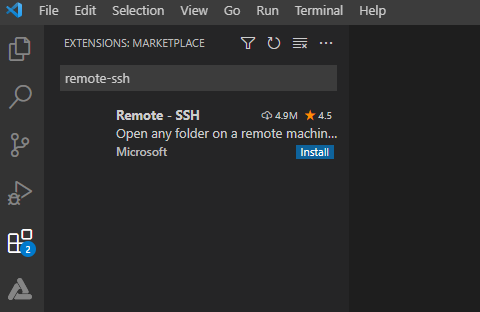 File Edit Selection View Go Run Terminal Help
EXTENSIONS: MARKETPLACE
remote-ssh
Remote - SSH 4.9M 4.5
Open any folder on a remote machin...
Microsoft Install
2